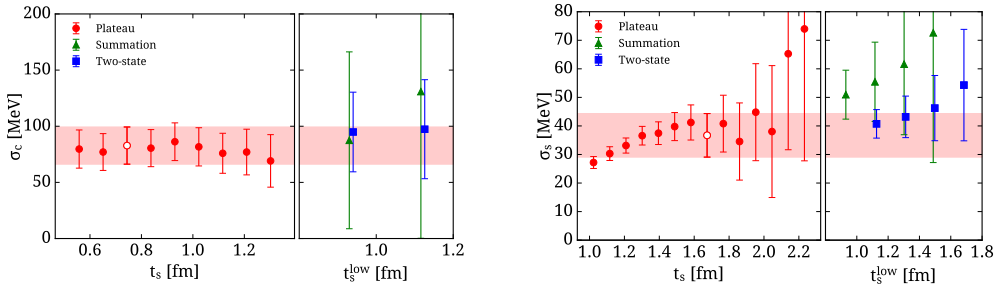 200
150
100
50
0
σc [MeV]
Plateau
Summation
Two-state
0.6 0.8 1.0 1.2
ts [fm]
1.0 1.2
ts^low [fm]
80
70
60
50
40
30
20
10
0
σs [MeV]
Plateau
Summation
Two-state
1.0 1.2 1.4 1.6 1.8 2.0 2.2
ts [fm]
1.0 1.2 1.4 1.6 1.8
ts^low [fm]